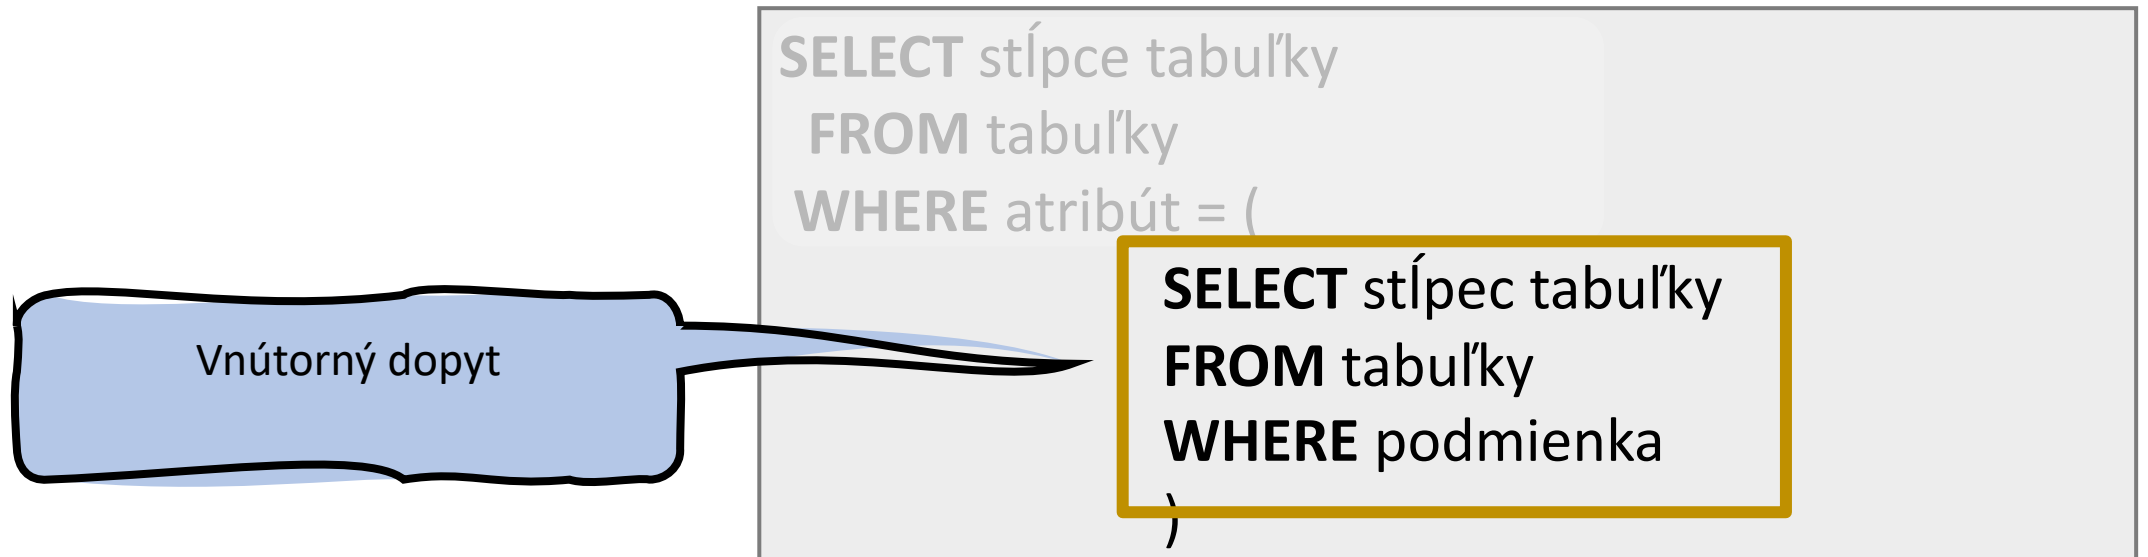 SELECT stĺpce tabuľky
FROM tabuľky
WHERE atribút = (
SELECT stĺpec tabuľky
FROM tabuľky
WHERE podmienka
)
Vnútorný dopyt